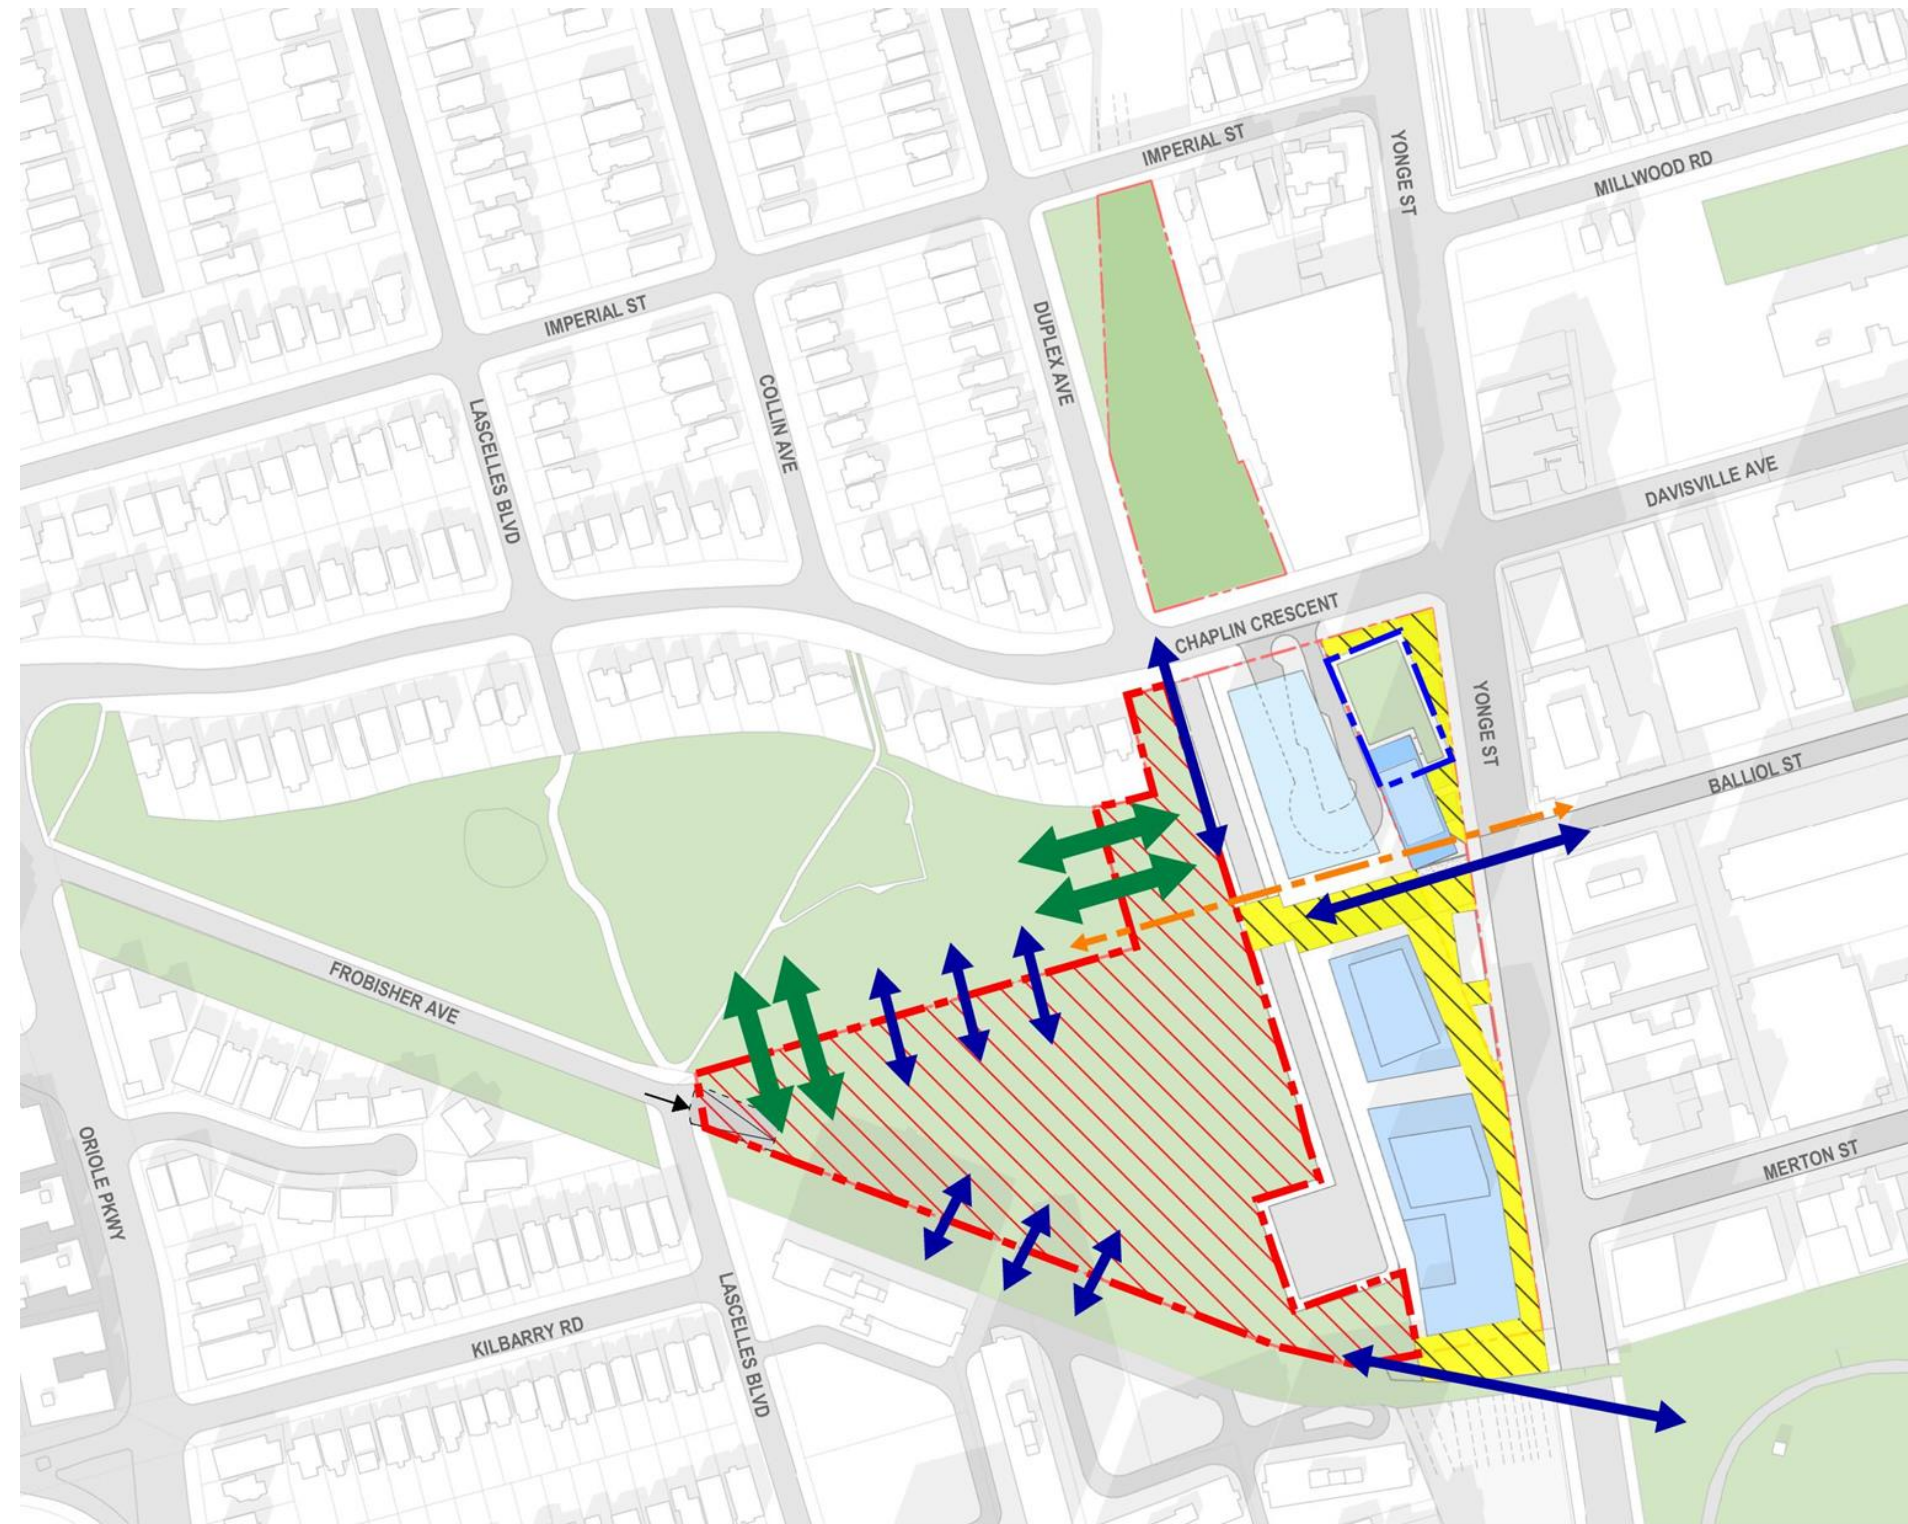 IMPERIAL ST
YONGE ST
MILLWOOD RD
IMPERIAL ST
DUPLEX AVE
COLLIN AVE
LASCELLES BLVD
DAVISVILLE AVE
CHAPLIN CRESCENT
YONGE ST
BALLIOL ST
FROBISHER AVE
ORIOLE PKWY
MERTON ST
LASCELLES BLVD
KILBARRY RD